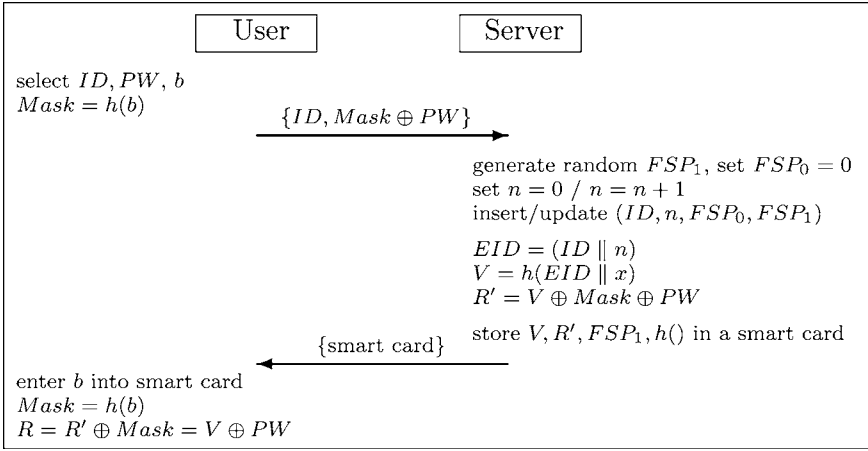 User Server
select ID, PW, b
Mask = h(b)
{ID, Mask ⊕ PW}
generate random FSP₁, set FSP₀ = 0
set n = 0 / n = n + 1
insert/update (ID, n, FSP₀, FSP₁)
EID = (ID ∥ n)
V = h(EID ∥ x)
R′ = V ⊕ Mask ⊕ PW
store V, R′, FSP₁, h() in a smart card
{smart card}
enter b into smart card
Mask = h(b)
R = R′ ⊕ Mask = V ⊕ PW